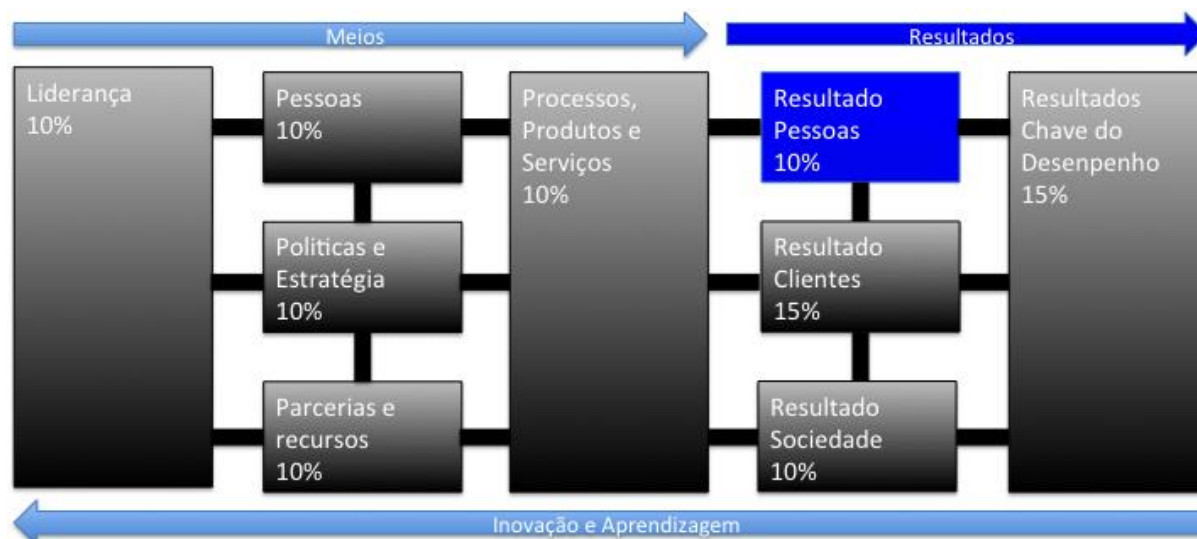 Meios
Resultados
Liderança
10%
Pessoas
10%
Processos,
Produtos e
Serviços
10%
Resultado
Pessoas
10%
Resultados
Chave do
Desenpenho
15%
Politicas e
Estratégia
10%
Resultado
Clientes
15%
Parcerias e
recursos
10%
Resultado
Sociedade
10%
Inovação e Aprendizagem